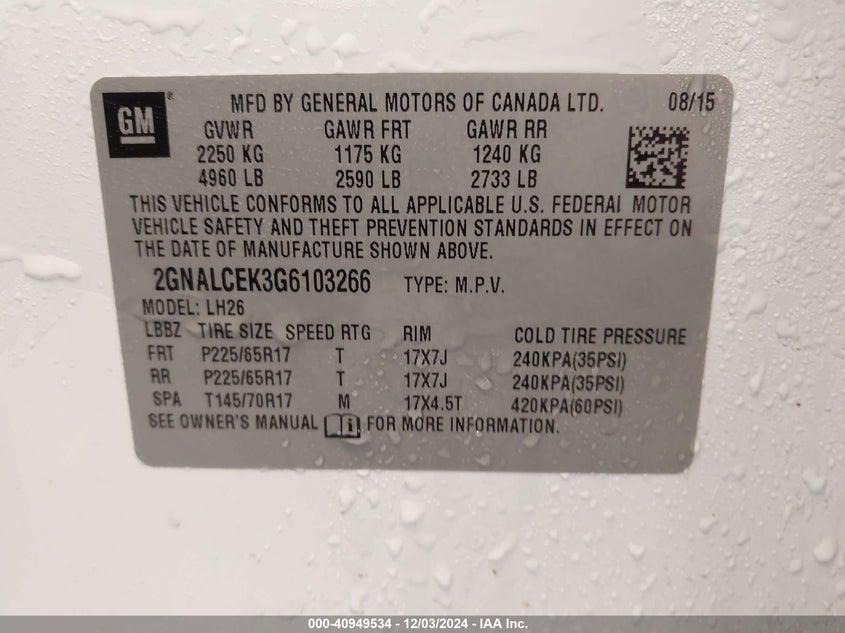 GM ® MFD BY GENERAL MOTORS OF CANADA LTD. 08/15
GVWR GAWR FRT GAWR RR
2250 KG 1175 KG 1240 KG
4960 LB 2590 LB 2733 LB
THIS VEHICLE CONFORMS TO ALL APPLICABLE U.S. FEDERAL MOTOR
VEHICLE SAFETY AND THEFT PREVENTION STANDARDS IN EFFECT ON
THE DATE OF MANUFACTURE SHOWN ABOVE.
2GNALCEK3G6103266 TYPE: M.P.V.
MODEL: LH26
LBBZ TIRE SIZE SPEED RTG RIM COLD TIRE PRESSURE
FRT P225/65R17 T 17X7J 240KPA(35PSI)
RR P225/65R17 T 17X7J 240KPA(35PSI)
SPA T145/70R17 M 17X4.5T 420KPA(60PSI)
SEE OWNER'S MANUAL i FOR MORE INFORMATION.
000-40949534 - 12/03/2024 - IAA Inc.